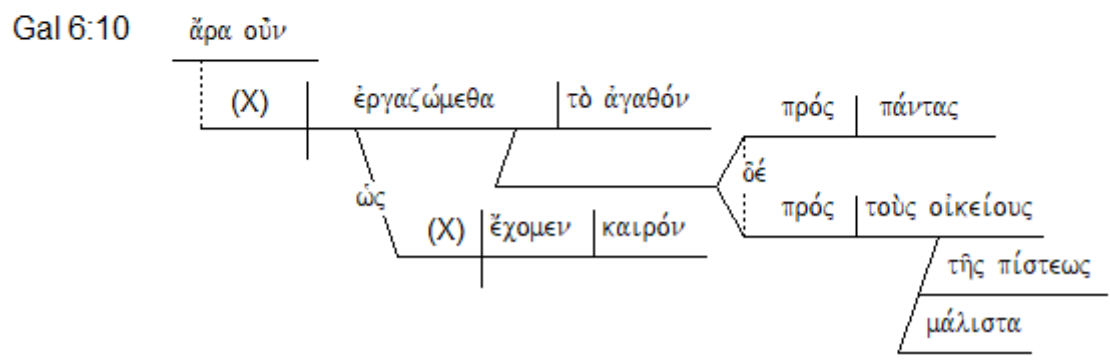 Gal 6:10 ἄρα οὖν
(X) ἐργαζώμεθα τὸ ἀγαθόν πρός πάντας
δέ
ὡς πρός τοὺς οἰκείους
(X) ἔχομεν καιρόν
τῆς πίστεως
μάλιστα